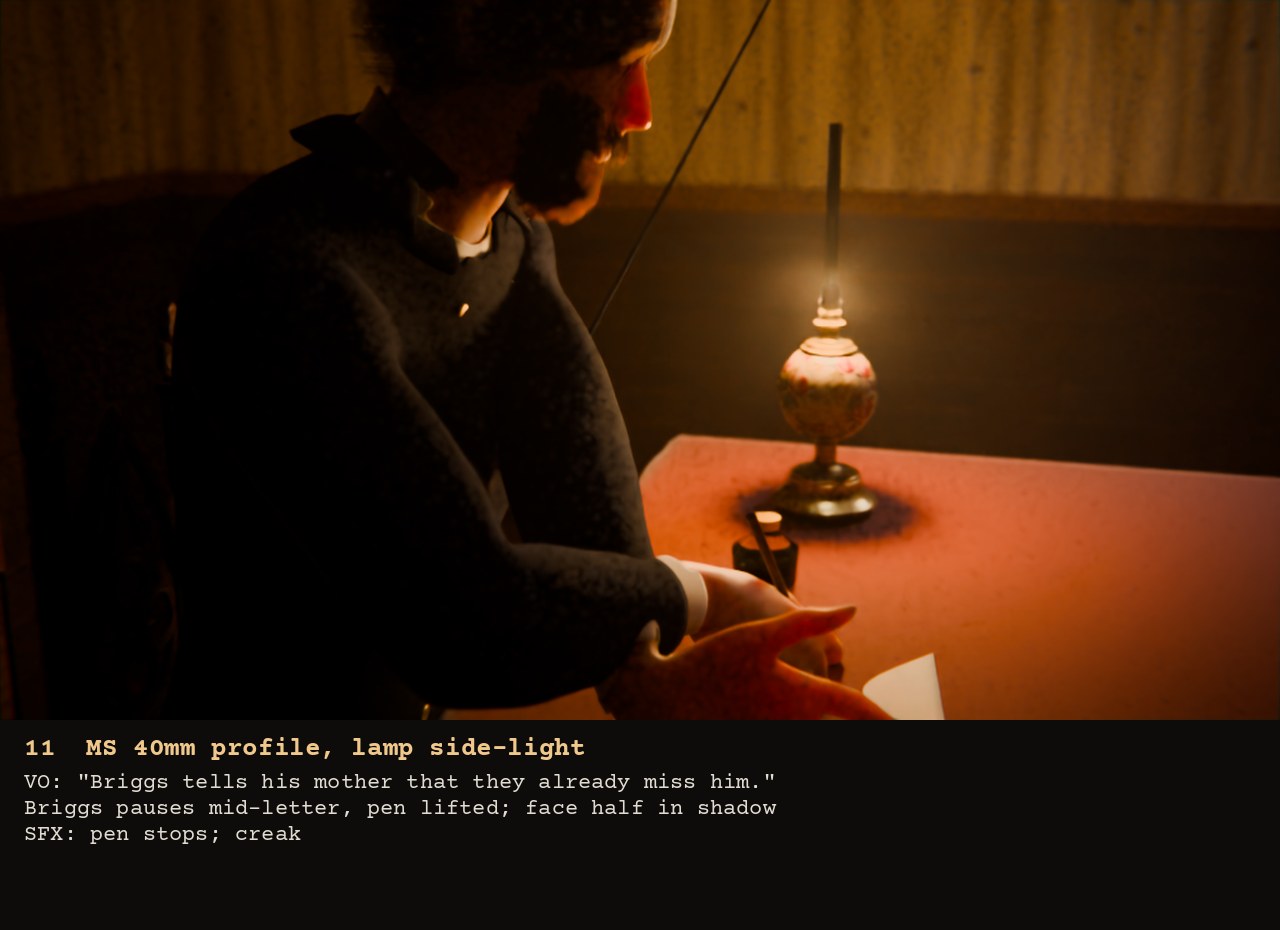 11  MS 40mm profile, lamp side-light
VO: "Briggs tells his mother that they already miss him."
Briggs pauses mid-letter, pen lifted; face half in shadow
SFX: pen stops; creak